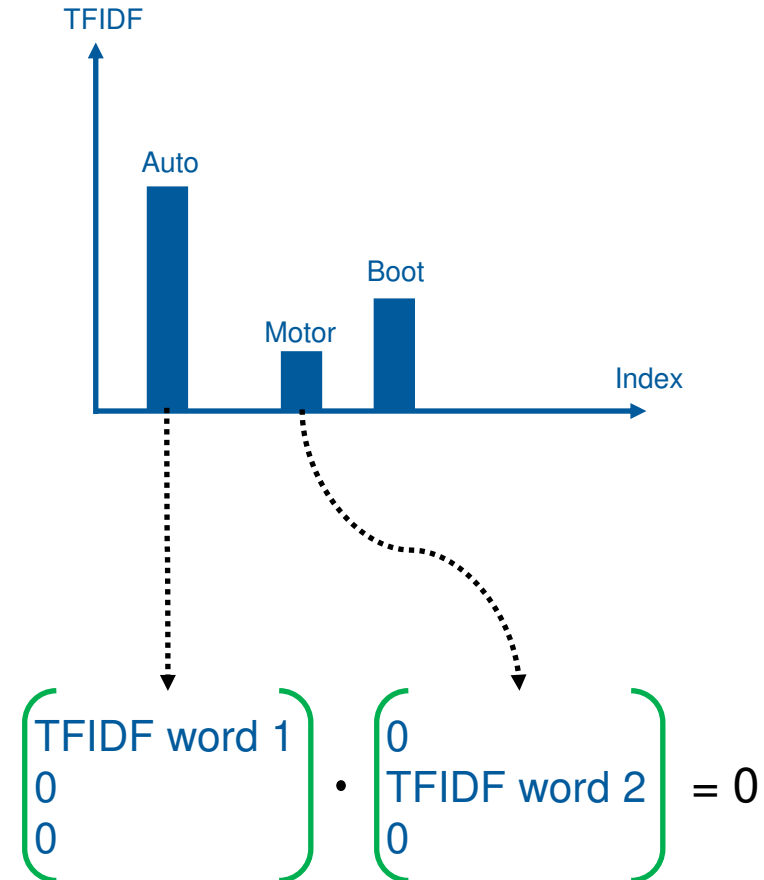 TFIDF
Auto
Boot
Motor
Index
TFIDF word 1
0
0
·
0
TFIDF word 2
0
= 0